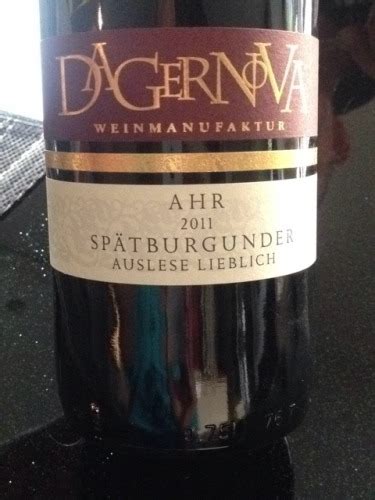 DAGERNOVA
WEINMANUFAKTUR
AHR
2011
SPÄTBURGUNDER
AUSLESE LIEBLICH